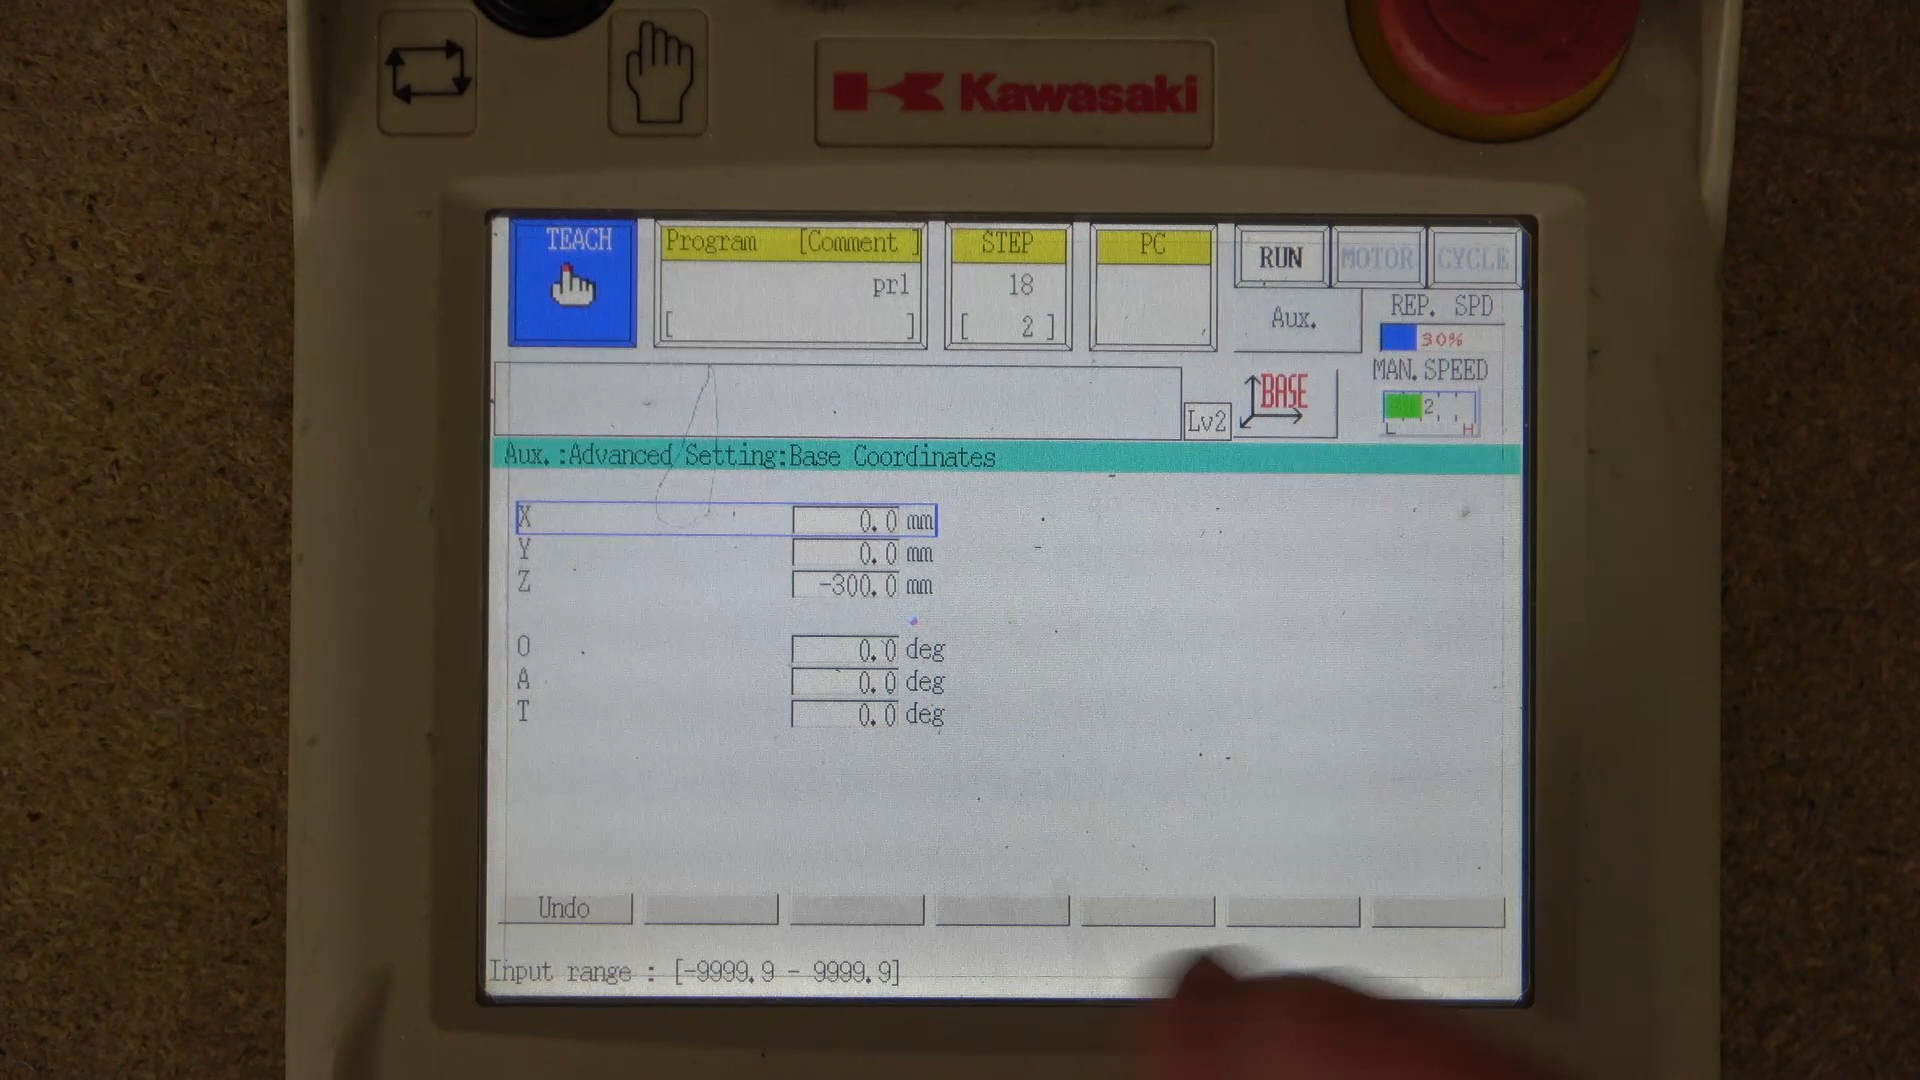 Kawasaki
TEACH
Program [Comment ]
prl
[ ]
STEP
18
[ 2 ]
PC
RUN
MOTOR
CYCLE
Aux.
REP. SPD
30%
MAN.SPEED
2
L H
Lv2
BASE
Aux.:Advanced Setting:Base Coordinates
X 0.0 mm
Y 0.0 mm
Z -300.0 mm
O 0.0 deg
A 0.0 deg
T 0.0 deg
Undo
Input range : [-9999.9 - 9999.9]